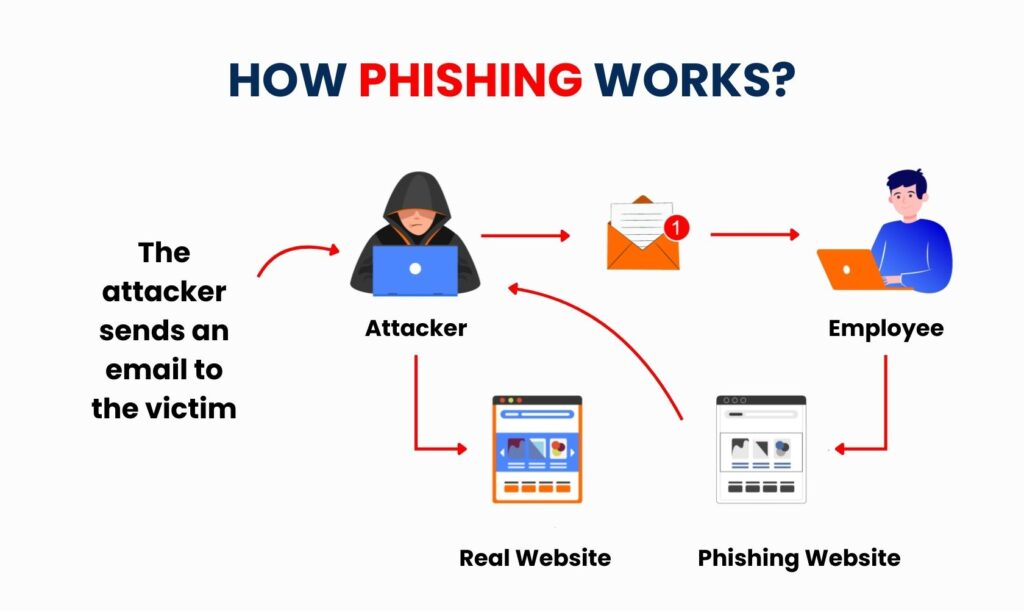 HOW PHISHING WORKS?
The
attacker
sends an
email to
the victim
1
Attacker
Employee
Real Website
Phishing Website